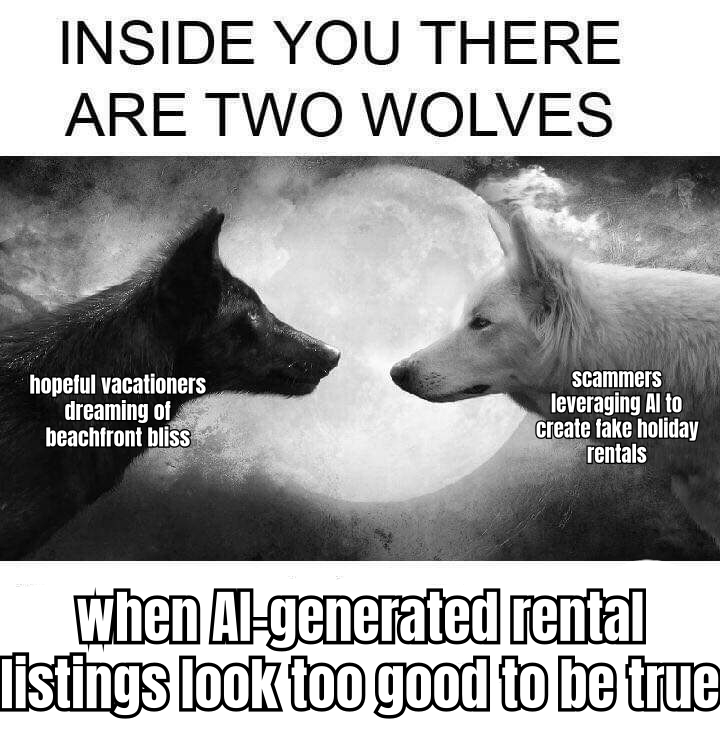 INSIDE YOU THERE
ARE TWO WOLVES
hopeful vacationers
dreaming of
beachfront bliss
scammers
leveraging AI to
create fake holiday
rentals
when AI-generated rental
listings look too good to be true